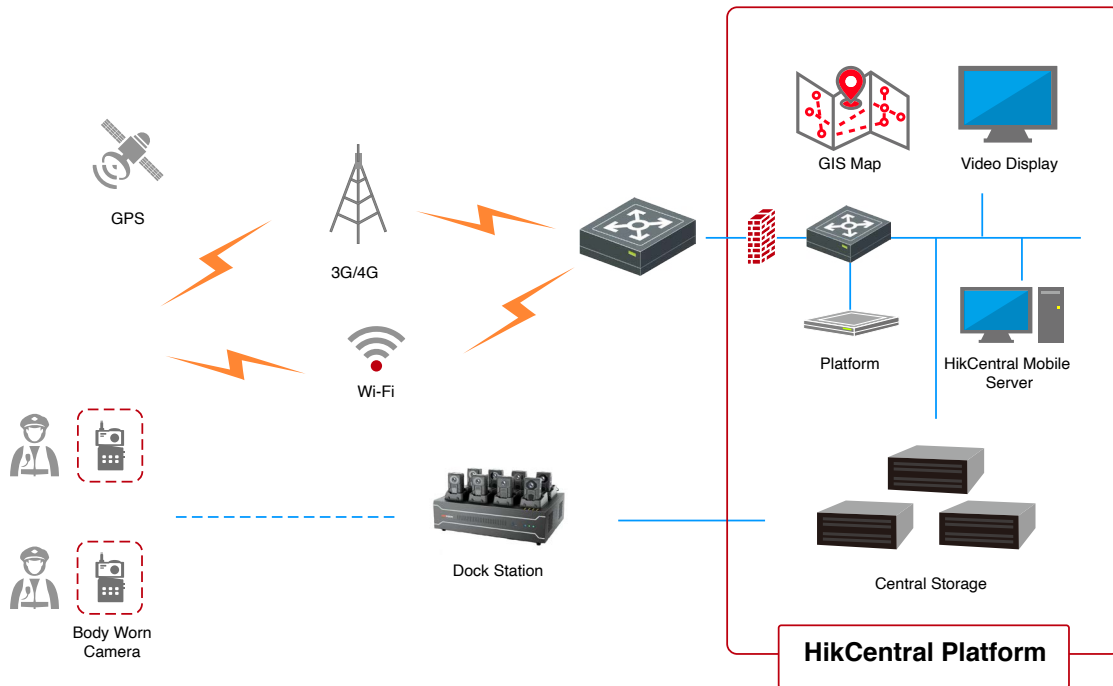 GIS Map
Video Display
GPS
3G/4G
Platform
HikCentral Mobile
Server
Wi-Fi
Dock Station
Central Storage
Body Worn
Camera
HikCentral Platform